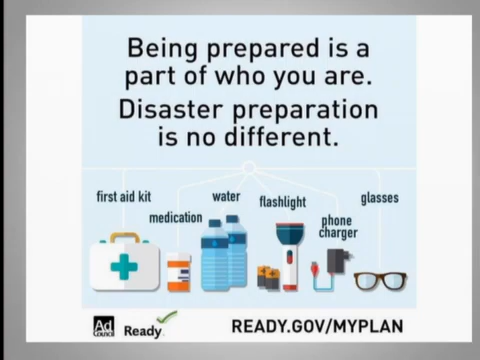 Being prepared is a
part of who you are.
Disaster preparation
is no different.
first aid kit
medication
water
flashlight
phone
charger
glasses
Ad
Council
Ready.
READY.GOV/MYPLAN